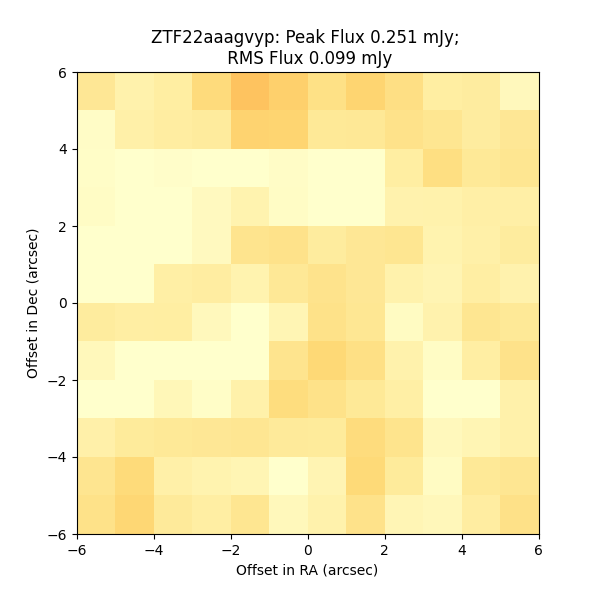 ZTF22aaagvyp: Peak Flux 0.251 mJy;
RMS Flux 0.099 mJy
6
4
2
0
−2
−4
−6
Offset in Dec (arcsec)
−6 −4 −2 0 2 4 6
Offset in RA (arcsec)